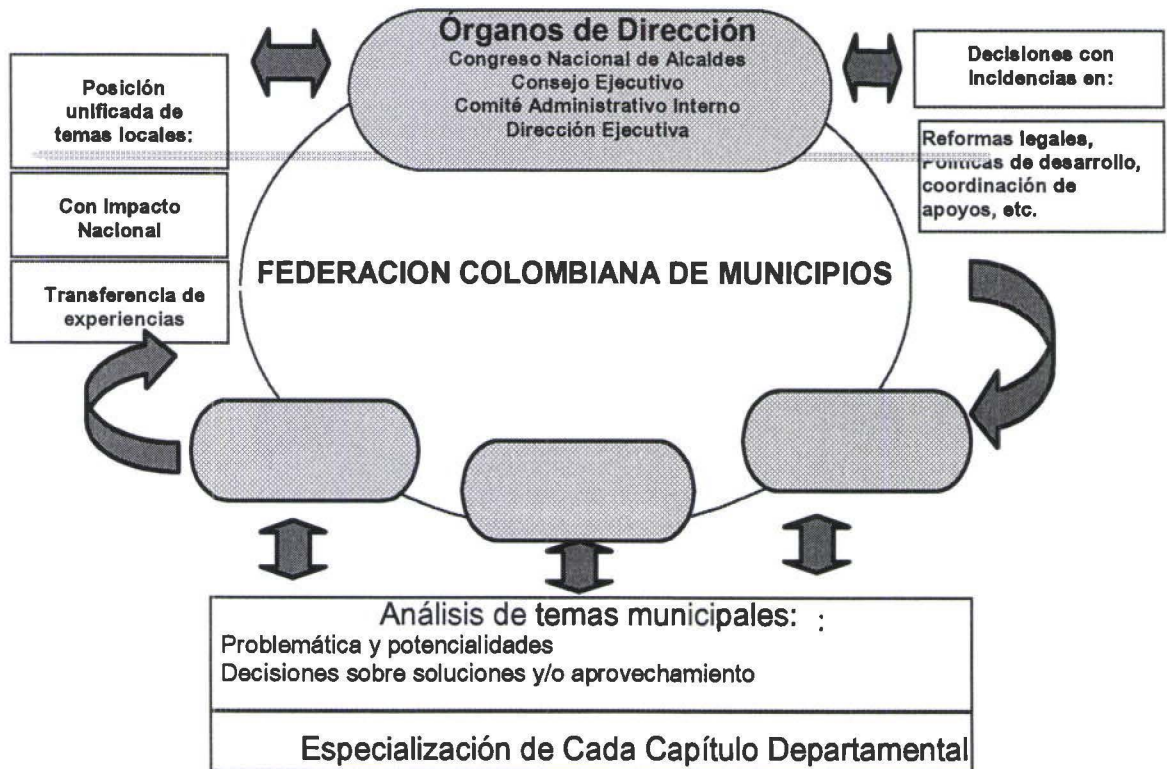 Órganos de Dirección
Congreso Nacional de Alcaldes
Consejo Ejecutivo
Comité Administrativo Interno
Dirección Ejecutiva
Posición
unificada de
temas locales:
Con Impacto
Nacional
Transferencia de
experiencias
Decisiones con
incidencias en:
Reformas legales,
Políticas de desarrollo,
coordinación de
apoyos, etc.
FEDERACION COLOMBIANA DE MUNICIPIOS
Análisis de temas municipales: :
Problemática y potencialidades
Decisiones sobre soluciones y/o aprovechamiento
Especialización de Cada Capítulo Departamental